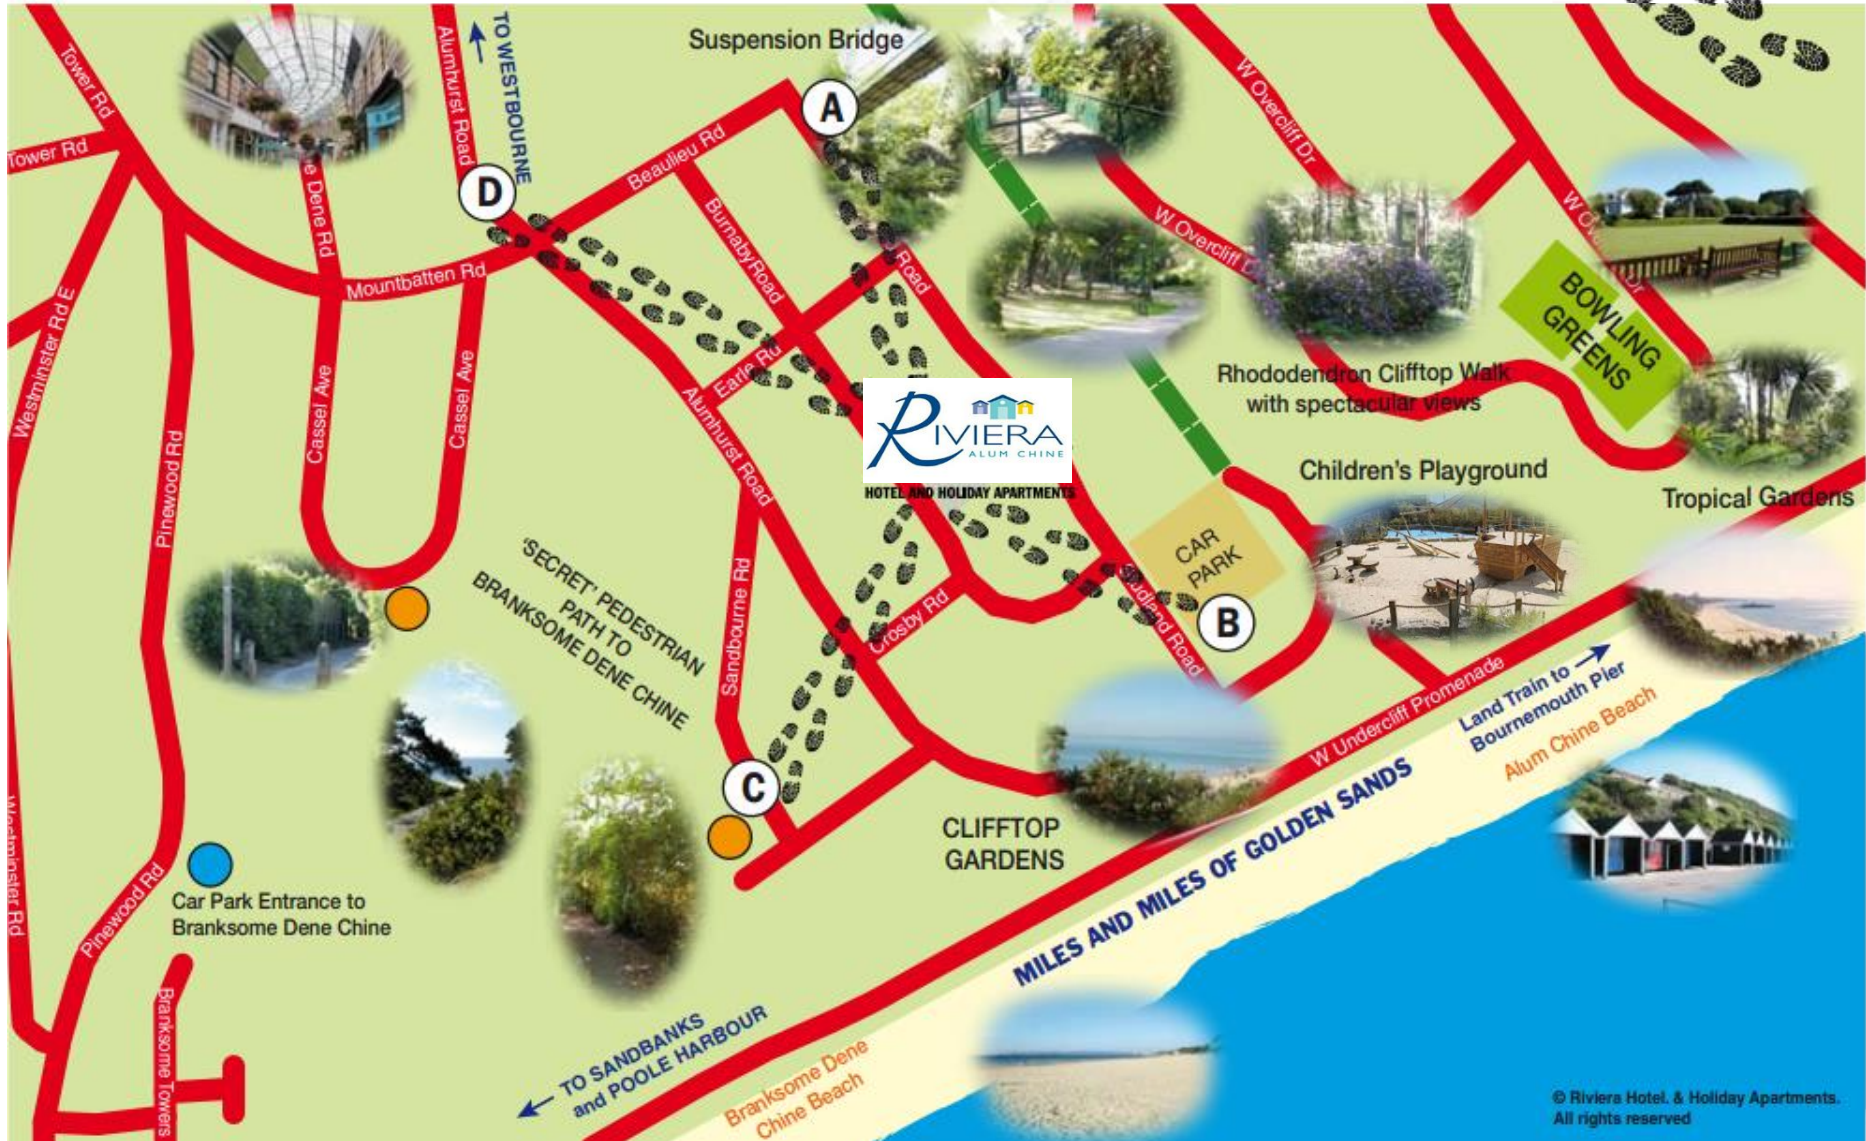 Suspension Bridge
A
TO WESTBOURNE
Alumhurst Road
Tower Rd
Tower Rd
e Dene Rd
D
Beaulieu Rd
Burnaby Road
Road
Mountbatten Rd
Cassel Ave
Cassel Ave
Westminster Rd E
Pinewood Rd
Earle Rd
Alumhurst Road
W Overcliff Dr
W Overcliff D
W Ov
Dr
BOWLING
GREENS
RIVIERA
ALUM CHINE
HOTEL AND HOLIDAY APARTMENTS
Rhododendron Clifftop Walk
with spectacular views
Children's Playground
Tropical Gardens
CAR
PARK
B
udland Road
Crosby Rd
Sandbourne Rd
'SECRET' PEDESTRIAN
PATH TO
BRANKSOME DENE CHINE
C
CLIFFTOP
GARDENS
W Undercliff Promenade
Land Train to
Bournemouth Pier
Alum Chine Beach
MILES AND MILES OF GOLDEN SANDS
Westminster Rd
Pinewood Rd
Car Park Entrance to
Branksome Dene Chine
Branksome Towers
TO SANDBANKS
and POOLE HARBOUR
Branksome Dene
Chine Beach
© Riviera Hotel. & Holiday Apartments.
All rights reserved